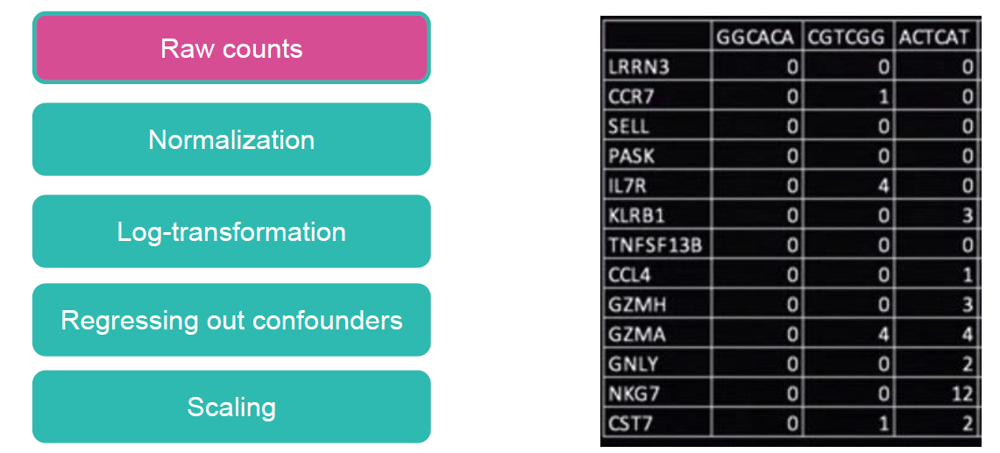 Raw counts
Normalization
Log-transformation
Regressing out confounders
Scaling
GGCACA CGTCGG ACTCAT
LRRN3 0 0 0
CCR7 0 1 0
SELL 0 0 0
PASK 0 0 0
IL7R 0 4 0
KLRB1 0 0 3
TNFSF13B 0 0 0
CCL4 0 0 1
GZMH 0 0 3
GZMA 0 4 4
GNLY 0 0 2
NKG7 0 0 12
CST7 0 1 2